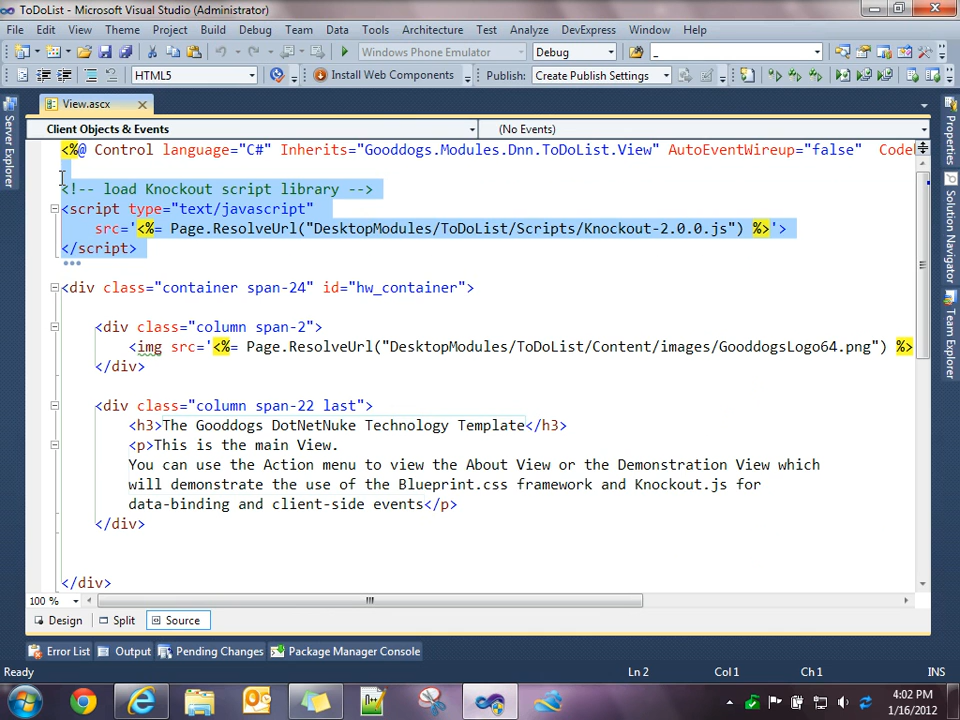 ToDoList - Microsoft Visual Studio (Administrator)
File Edit View Theme Project Build Debug Team Data Tools Architecture Test Analyze DevExpress Window Help
Windows Phone Emulator Debug _
HTML5 Install Web Components Publish: Create Publish Settings
View.ascx
Client Objects & Events (No Events)
<%@ Control language="C#" Inherits="Gooddogs.Modules.Dnn.ToDoList.View" AutoEventWireup="false" Codel
<!-- load Knockout script library -->
<script type="text/javascript"
src='<%= Page.ResolveUrl("DesktopModules/ToDoList/Scripts/Knockout-2.0.0.js") %>'>
</script>
<div class="container span-24" id="hw_container">
<div class="column span-2">
<img src='<%= Page.ResolveUrl("DesktopModules/ToDoList/Content/images/GooddogsLogo64.png") %>
</div>
<div class="column span-22 last">
<h3>The Gooddogs DotNetNuke Technology Template</h3>
<p>This is the main View.
You can use the Action menu to view the About View or the Demonstration View which
will demonstrate the use of the Blueprint.css framework and Knockout.js for
data-binding and client-side events</p>
</div>
</div>
100 %
Design Split Source
Error List Output Pending Changes Package Manager Console
Ready Ln 2 Col 1 Ch 1 INS
4:02 PM
1/16/2012
Server Explorer
Properties
Solution Navigator
Team Explorer